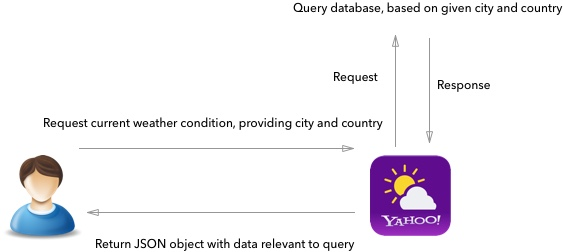 Query database, based on given city and country
Request
Response
Request current weather condition, providing city and country
YAHOO!
Return JSON object with data relevant to query